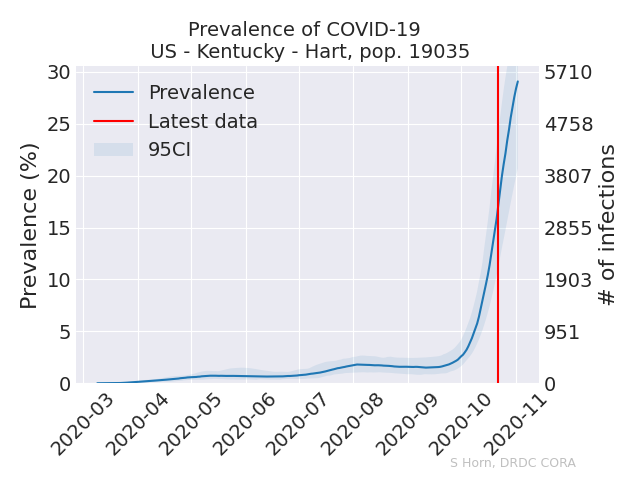 Prevalence of COVID-19
US - Kentucky - Hart, pop. 19035
Prevalence (%)
30
25
20
15
10
5
0
Prevalence
Latest data
95CI
5710
4758
3807
2855
1903
951
0
# of infections
2020-03
2020-04
2020-05
2020-06
2020-07
2020-08
2020-09
2020-10
2020-11
S Horn, DRDC CORA